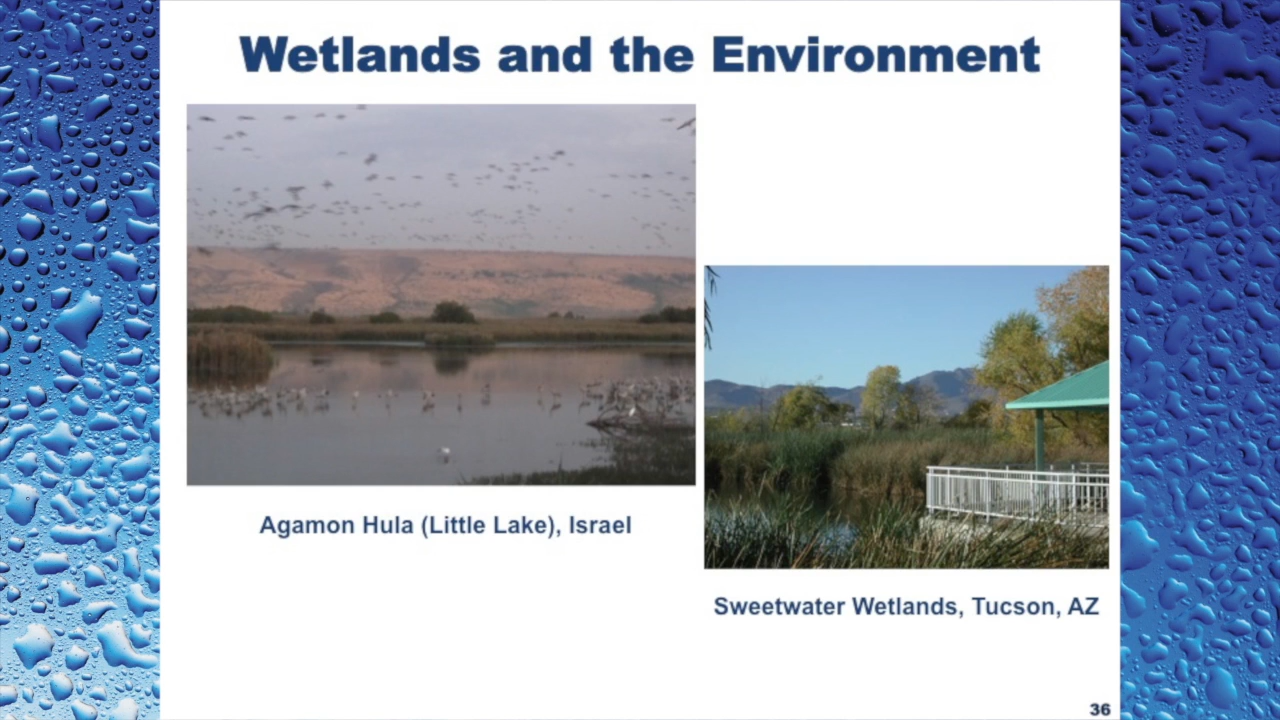 Wetlands and the Environment
Agamon Hula (Little Lake), Israel
Sweetwater Wetlands, Tucson, AZ
36